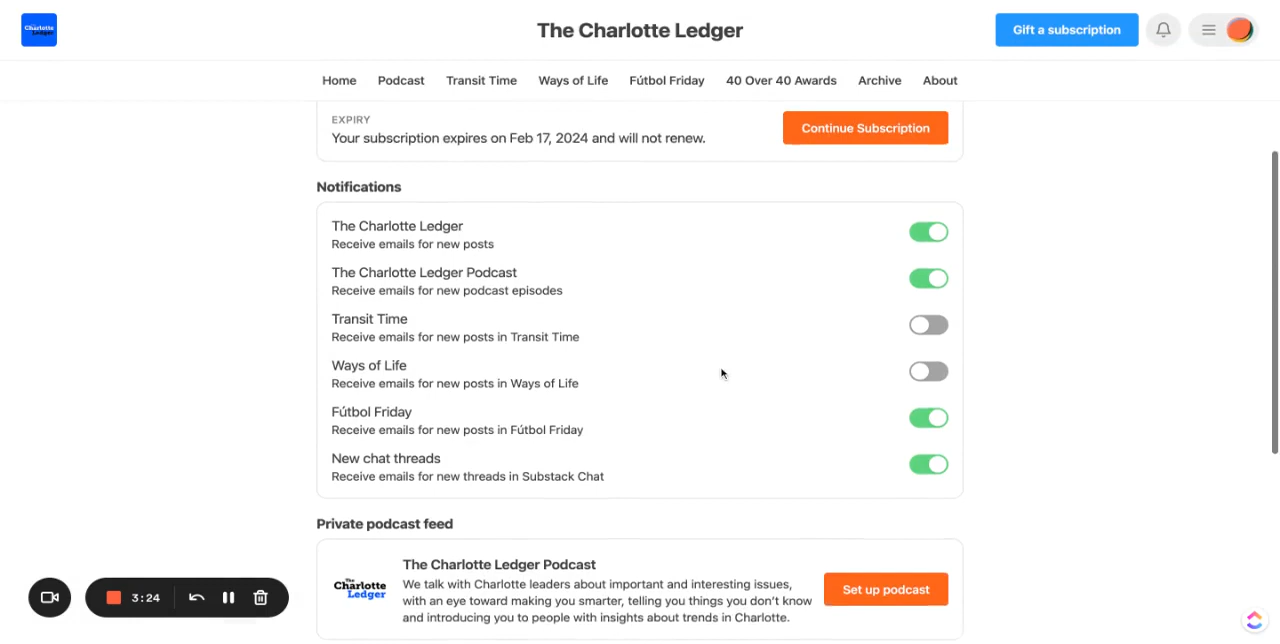 The Charlotte Ledger
The Charlotte Ledger
Gift a subscription
Home Podcast Transit Time Ways of Life Fútbol Friday 40 Over 40 Awards Archive About
EXPIRY
Your subscription expires on Feb 17, 2024 and will not renew.
Continue Subscription
Notifications
The Charlotte Ledger
Receive emails for new posts
The Charlotte Ledger Podcast
Receive emails for new podcast episodes
Transit Time
Receive emails for new posts in Transit Time
Ways of Life
Receive emails for new posts in Ways of Life
Fútbol Friday
Receive emails for new posts in Fútbol Friday
New chat threads
Receive emails for new threads in Substack Chat
Private podcast feed
The Charlotte Ledger
The Charlotte Ledger Podcast
We talk with Charlotte leaders about important and interesting issues,
with an eye toward making you smarter, telling you things you don't know
and introducing you to people with insights about trends in Charlotte.
Set up podcast
3:24